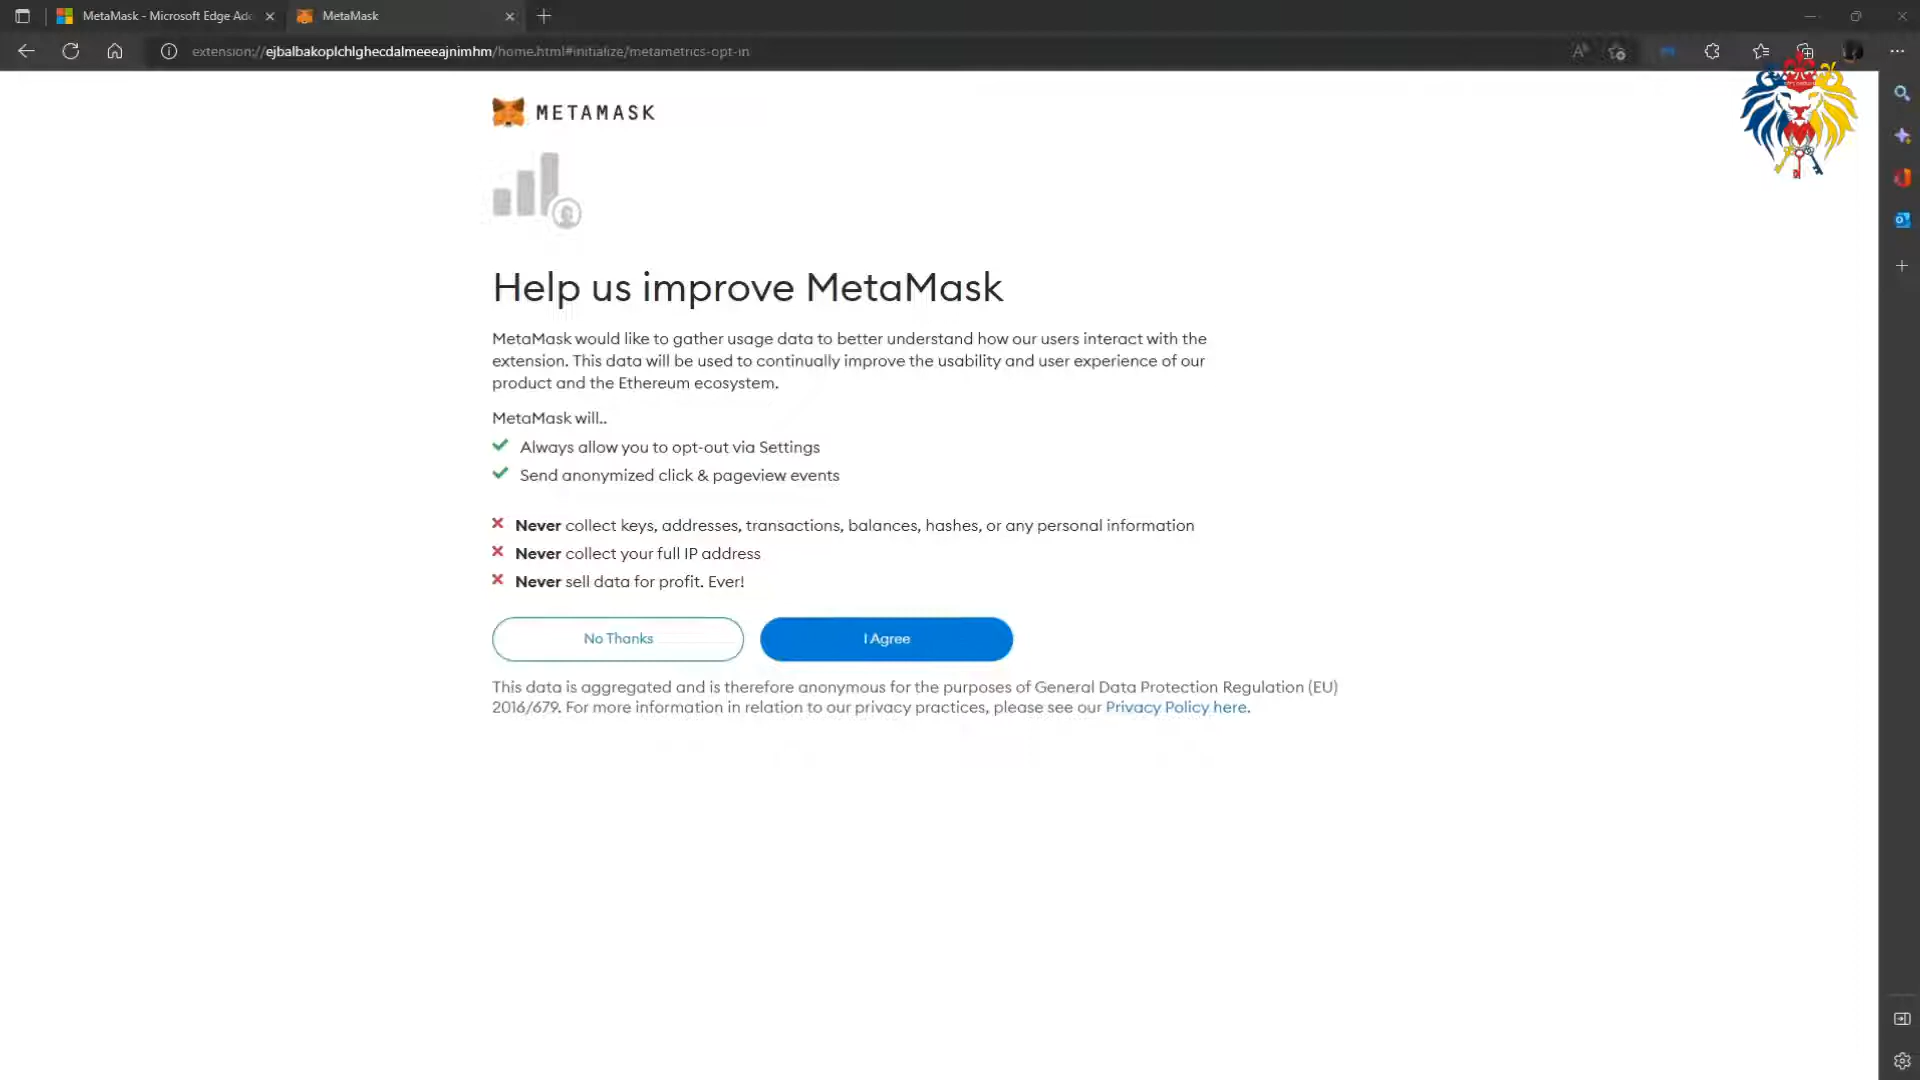 MetaMask - Microsoft Edge Ad
MetaMask
extension://ejbalbakoplchlghecdalmeeeajnimhm/home.html#initialize/metametrics-opt-in
METAMASK
Help us improve MetaMask
MetaMask would like to gather usage data to better understand how our users interact with the
extension. This data will be used to continually improve the usability and user experience of our
product and the Ethereum ecosystem.
MetaMask will..
Always allow you to opt-out via Settings
Send anonymized click & pageview events
Never collect keys, addresses, transactions, balances, hashes, or any personal information
Never collect your full IP address
Never sell data for profit. Ever!
No Thanks
I Agree
This data is aggregated and is therefore anonymous for the purposes of General Data Protection Regulation (EU)
2016/679. For more information in relation to our privacy practices, please see our Privacy Policy here.